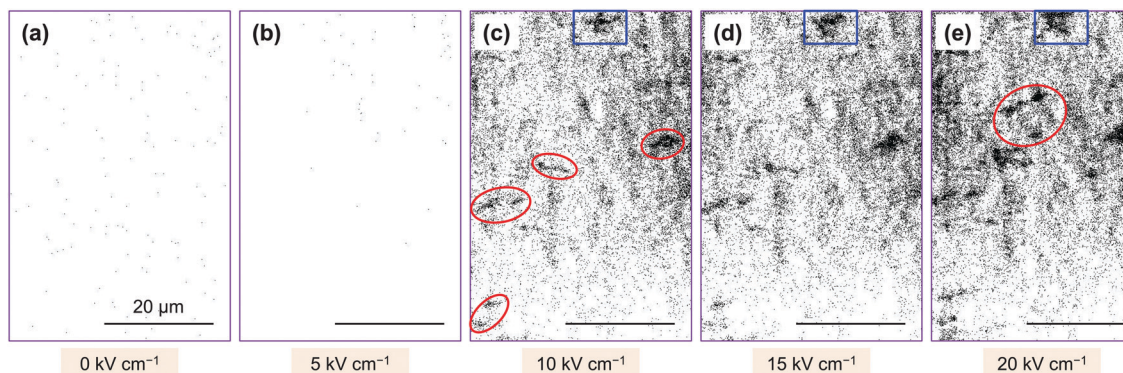 (a)
(b)
(c)
(d)
(e)
20 µm
0 kV cm⁻¹
5 kV cm⁻¹
10 kV cm⁻¹
15 kV cm⁻¹
20 kV cm⁻¹